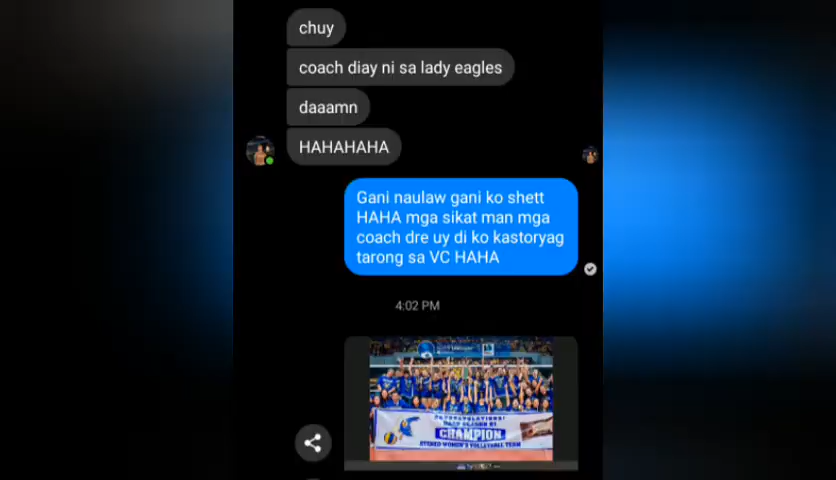 chuy
coach diay ni sa lady eagles
daaamn
HAHAHAHA
Gani naulaw gani ko shett
HAHA mga sikat man mga
coach dre uy di ko kastoryag
tarong sa VC HAHA
4:02 PM
CHAMPION
ATENEO WOMEN'S VOLLEYBALL TEAM